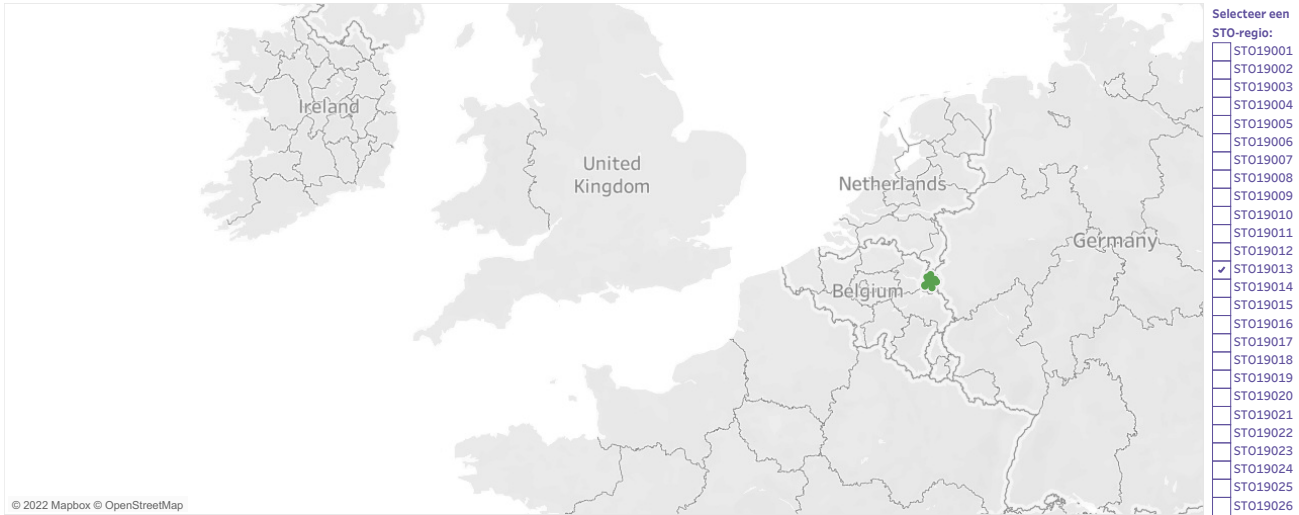 Ireland
United
Kingdom
Netherlands
Germany
Belgium
© 2022 Mapbox © OpenStreetMap
Selecteer een
STO-regio:
STO19001
STO19002
STO19003
STO19004
STO19005
STO19006
STO19007
STO19008
STO19009
STO19010
STO19011
STO19012
STO19013
STO19014
STO19015
STO19016
STO19017
STO19018
STO19019
STO19020
STO19021
STO19022
STO19023
STO19024
STO19025
STO19026